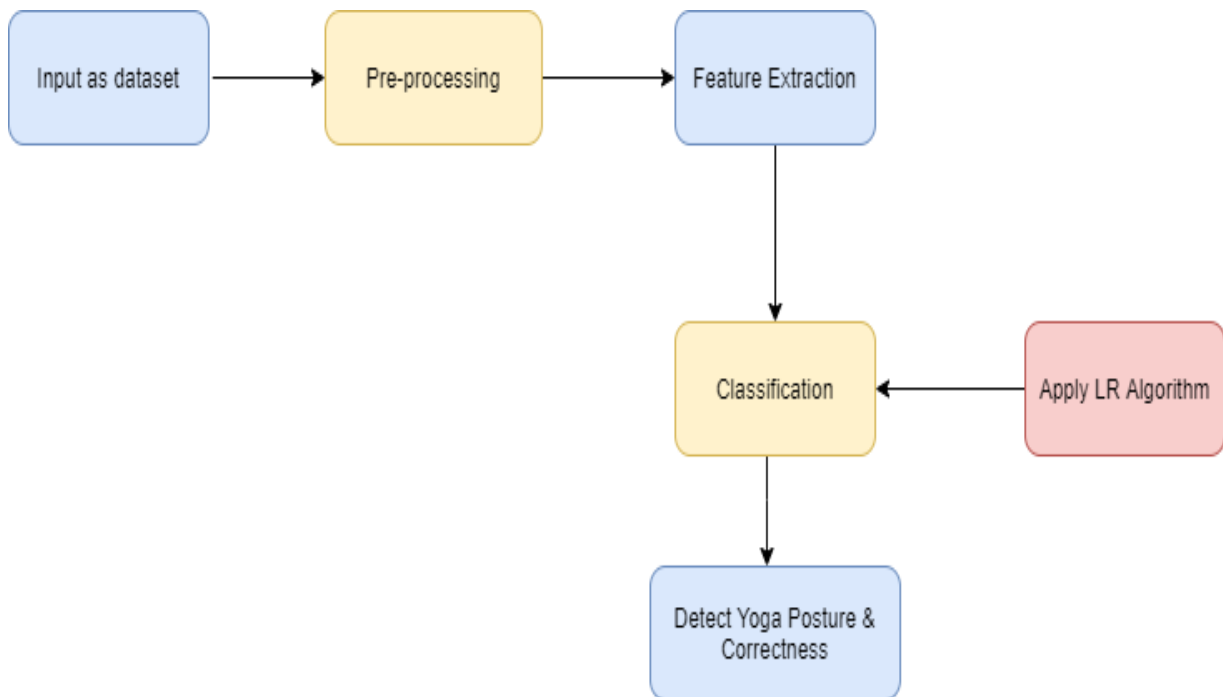 Input as dataset
Pre-processing
Feature Extraction
Classification
Apply LR Algorithm
Detect Yoga Posture &
Correctness